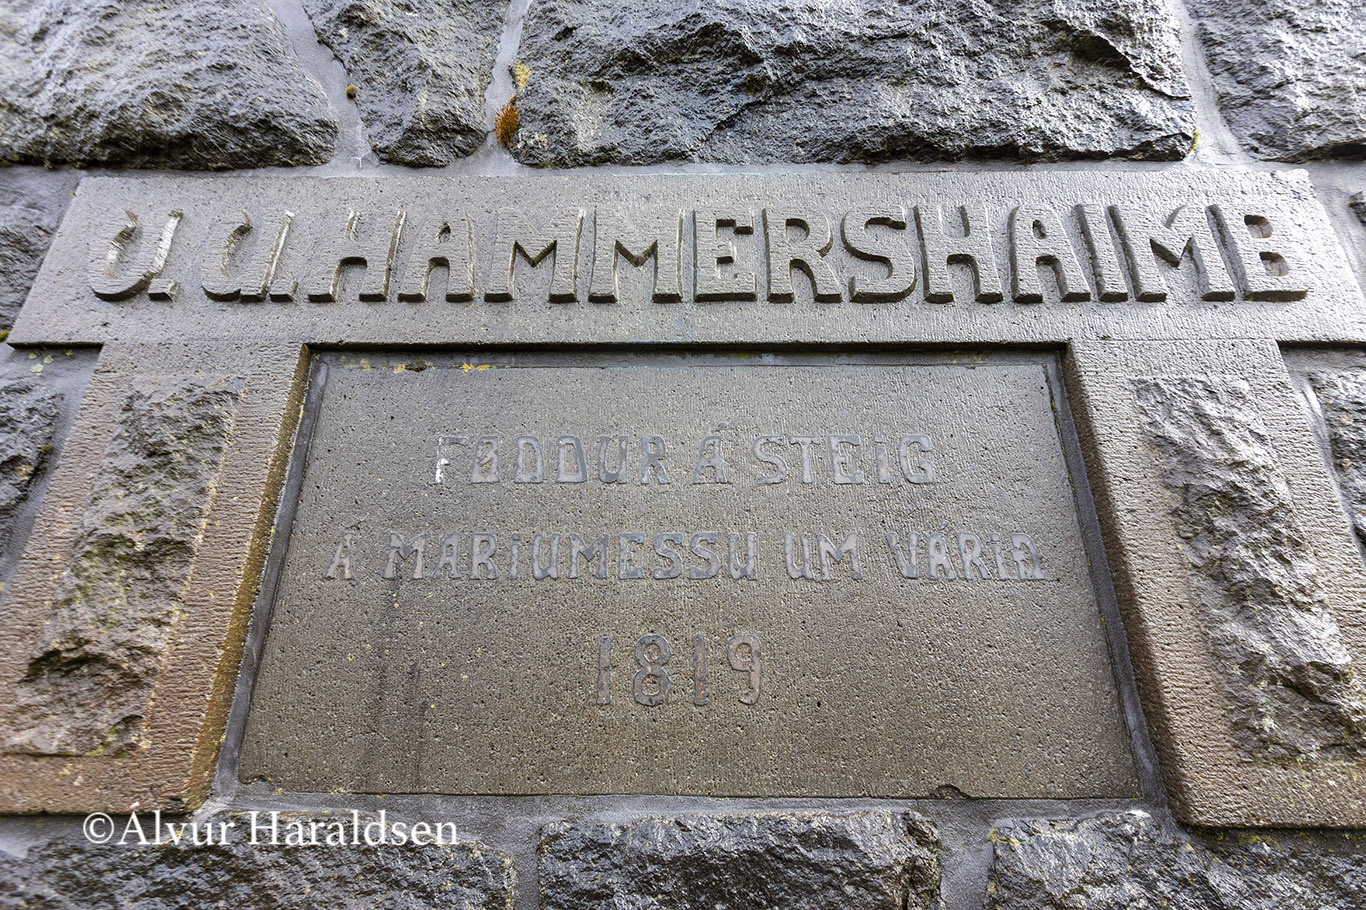 U. U. HAMMERSHAIMB
FØDDUR Á STEIG
Á MARIUMESSU UM VÁRIÐ
1819
©Álvur Haraldsen